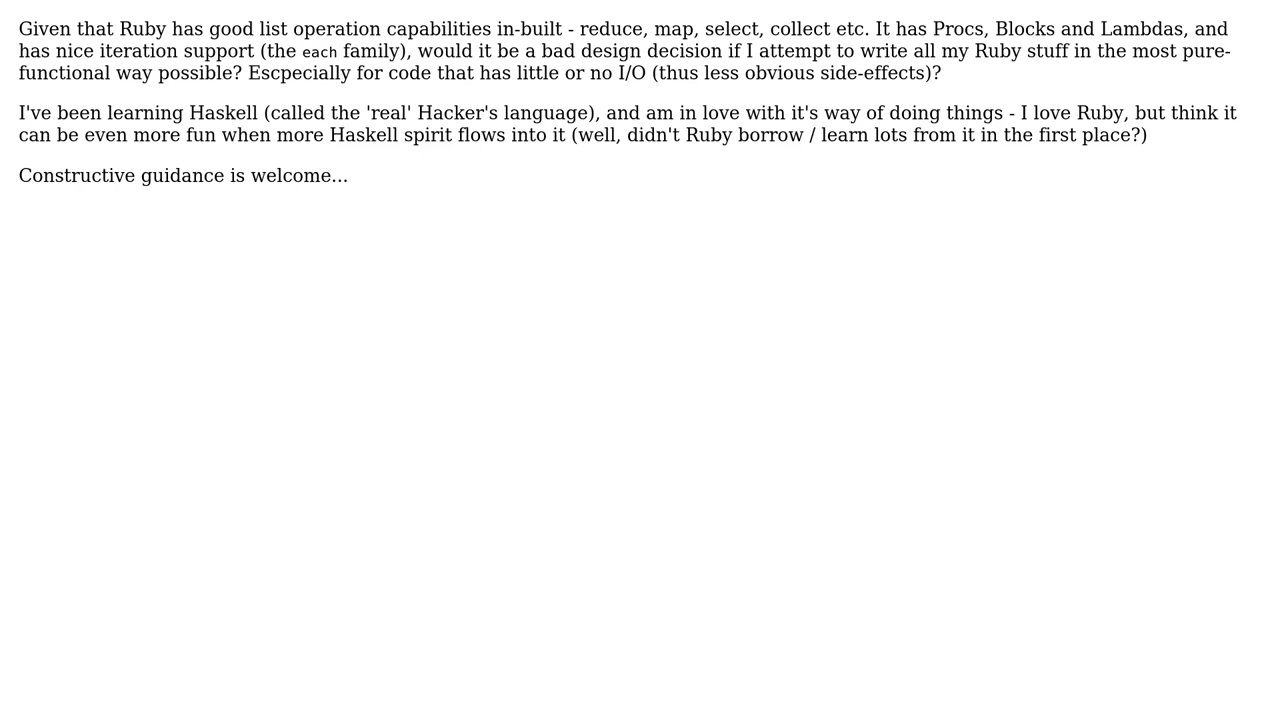 Given that Ruby has good list operation capabilities in-built - reduce, map, select, collect etc. It has Procs, Blocks and Lambdas, and
has nice iteration support (the each family), would it be a bad design decision if I attempt to write all my Ruby stuff in the most pure-
functional way possible? Escpecially for code that has little or no I/O (thus less obvious side-effects)?
I've been learning Haskell (called the 'real' Hacker's language), and am in love with it's way of doing things - I love Ruby, but think it
can be even more fun when more Haskell spirit flows into it (well, didn't Ruby borrow / learn lots from it in the first place?)
Constructive guidance is welcome...